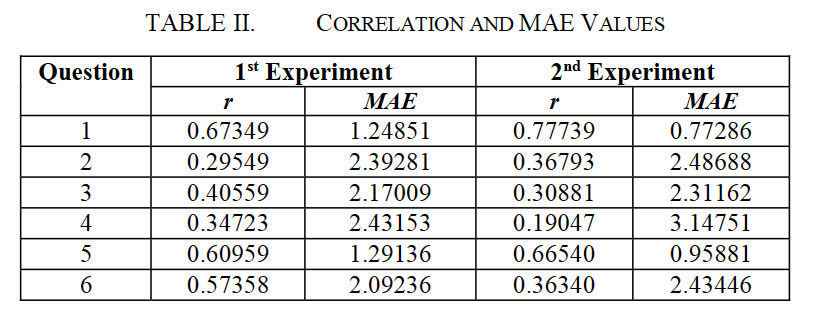 TABLE II. CORRELATION AND MAE VALUES
Question 1st Experiment 2nd Experiment
r MAE r MAE
1 0.67349 1.24851 0.77739 0.77286
2 0.29549 2.39281 0.36793 2.48688
3 0.40559 2.17009 0.30881 2.31162
4 0.34723 2.43153 0.19047 3.14751
5 0.60959 1.29136 0.66540 0.95881
6 0.57358 2.09236 0.36340 2.43446